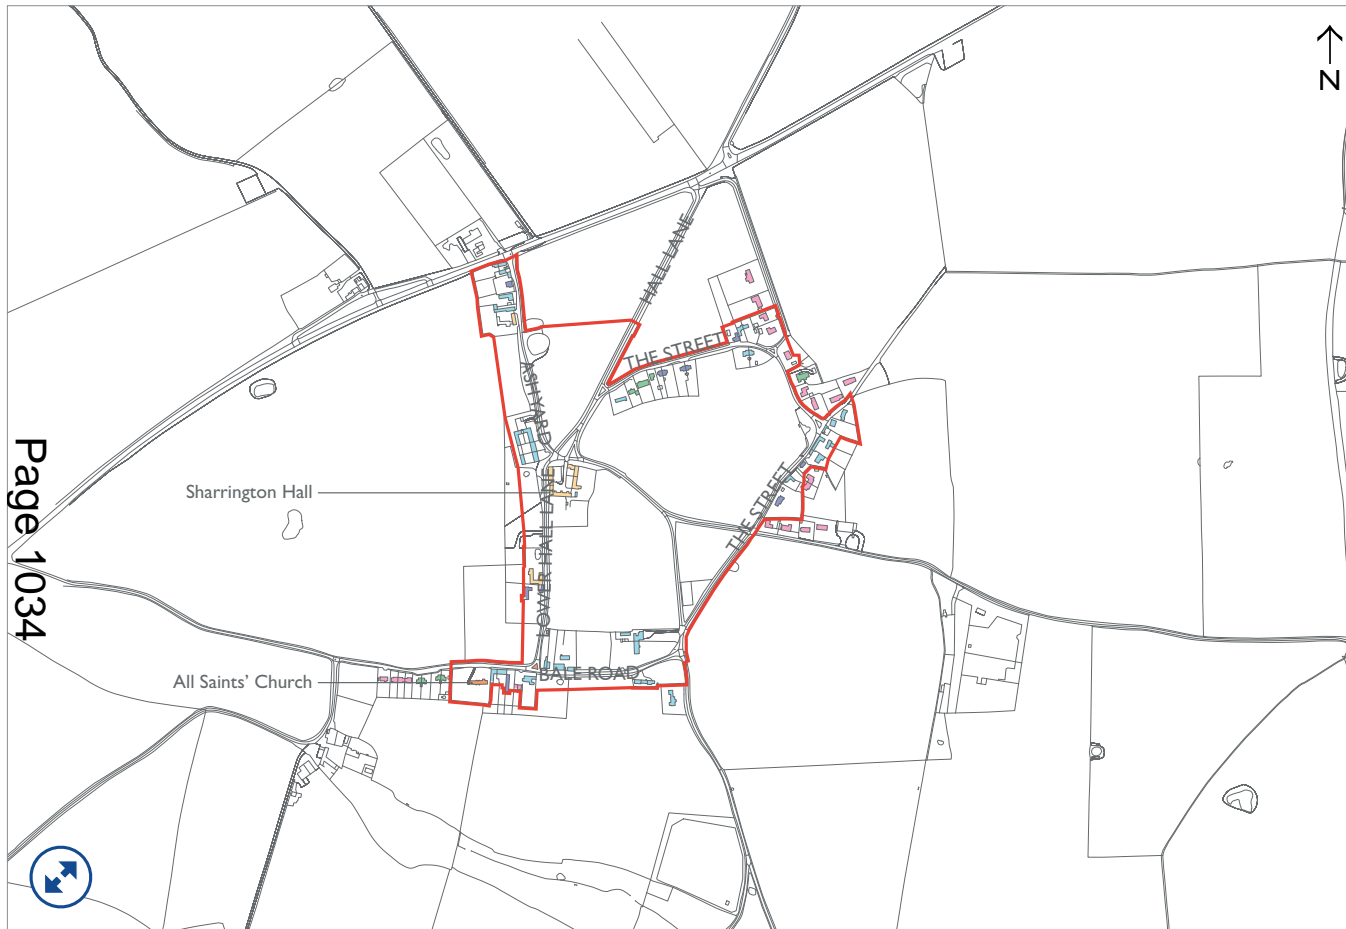 N
HALL LANE
THE STREET
ASHYARD
Sharrington Hall
LOWER HALL LANE
THE STREET
All Saints' Church
BALE ROAD
Page 1034